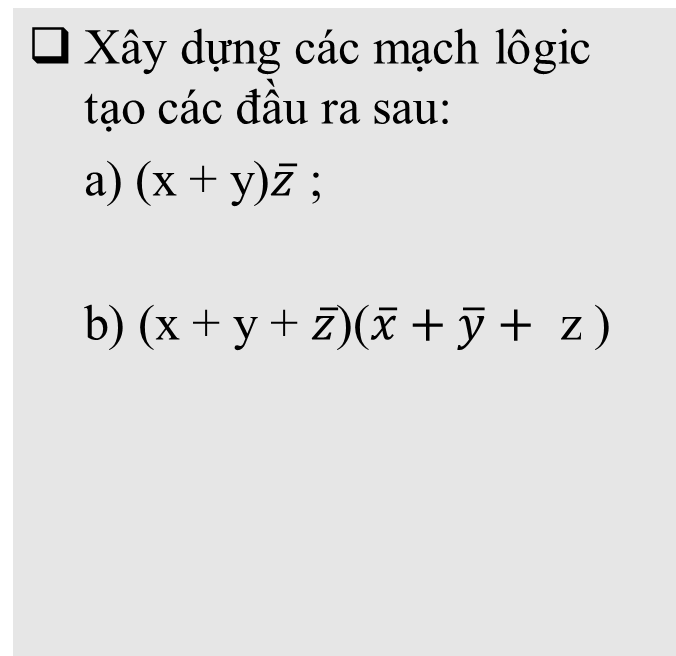 ❑ Xây dựng các mạch lôgic
tạo các đầu ra sau:
a) (x + y)z̅ ;
b) (x + y + z̅)(x̅ + y̅ + z )